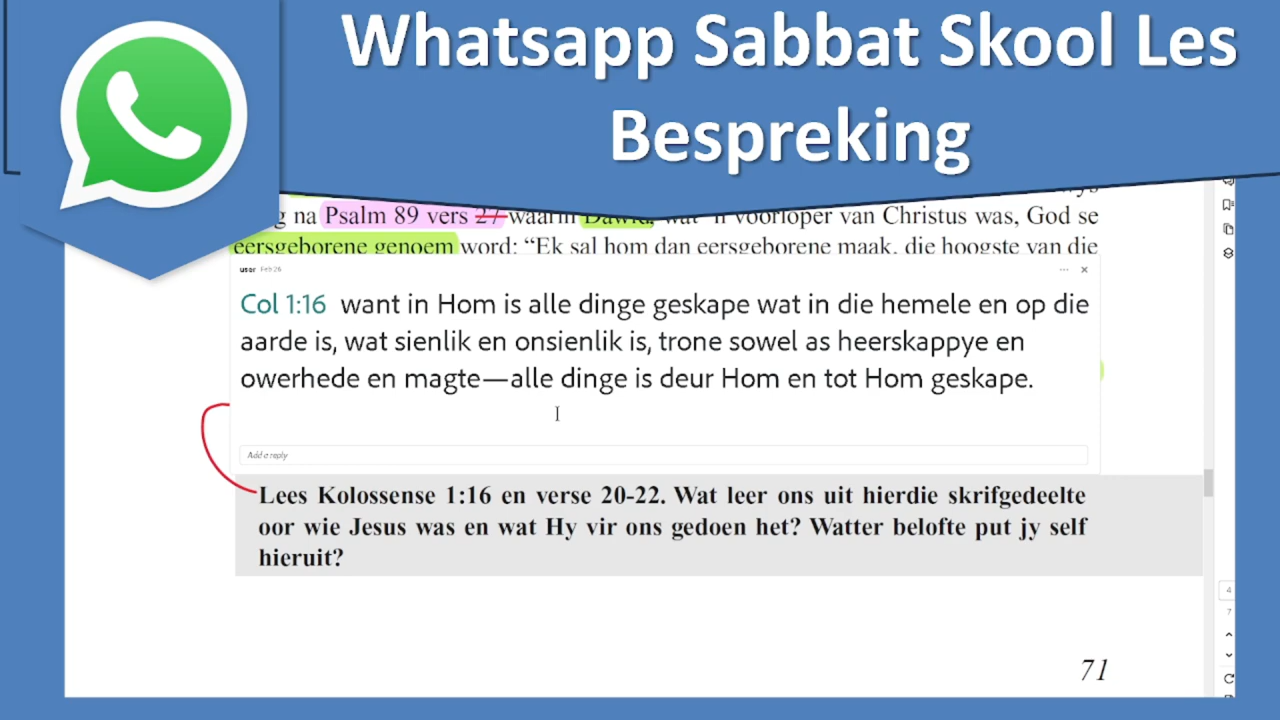 Whatsapp Sabbat Skool Les
Bespreking
g na Psalm 89 vers 27 waarin Dawid, wat 'n voorloper van Christus was, God se
eersgeborene genoem word: “Ek sal hom dan eersgeborene maak, die hoogste van die
user Feb 26
Col 1:16 want in Hom is alle dinge geskape wat in die hemele en op die
aarde is, wat sienlik en onsienlik is, trone sowel as heerskappye en
owerhede en magte—alle dinge is deur Hom en tot Hom geskape.
Add a reply
Lees Kolossense 1:16 en verse 20-22. Wat leer ons uit hierdie skrifgedeelte
oor wie Jesus was en wat Hy vir ons gedoen het? Watter belofte put jy self
hieruit?
4
7
71